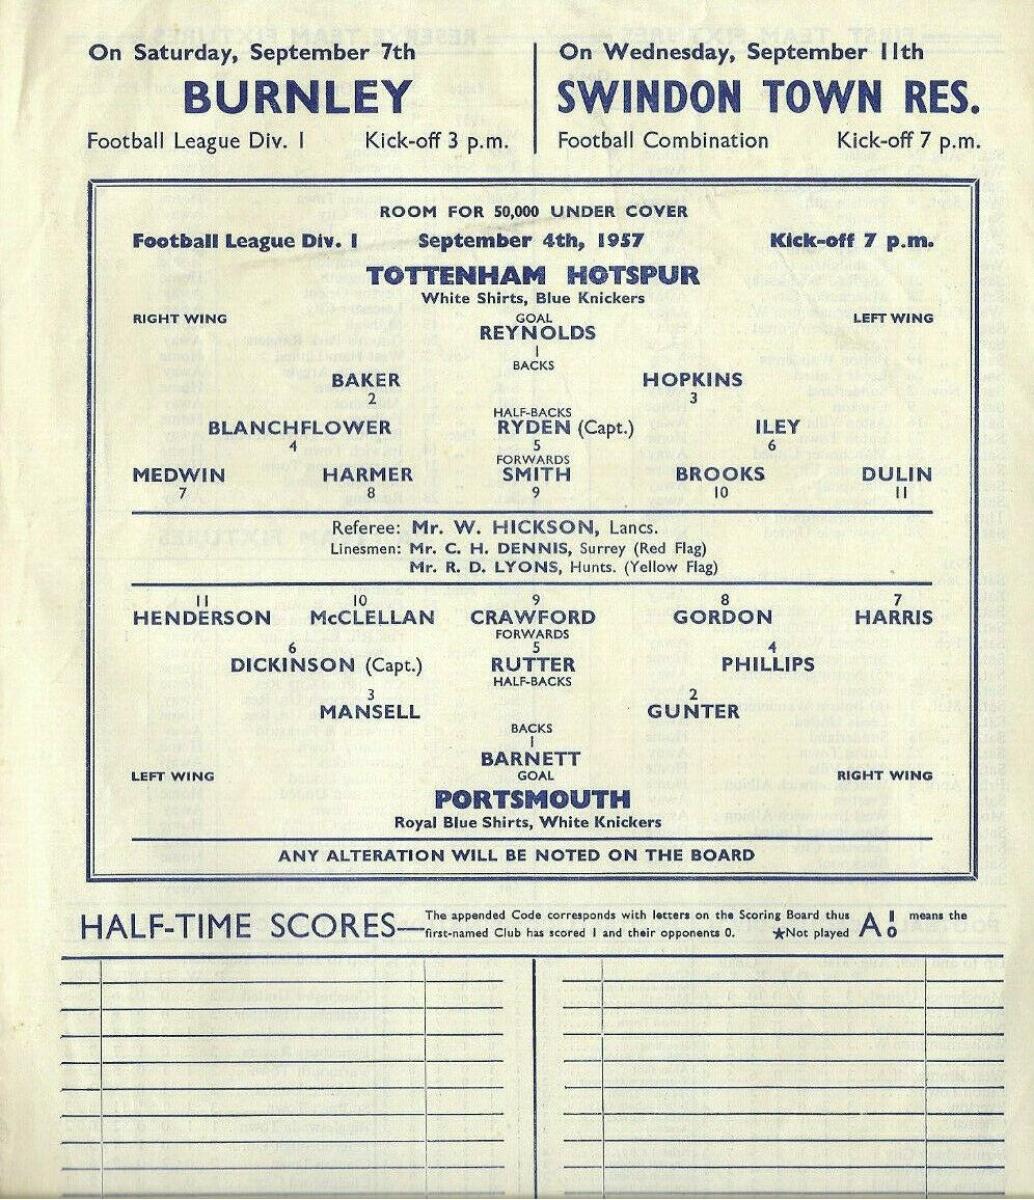 On Saturday, September 7th
BURNLEY
Football League Div. 1 Kick-off 3 p.m.
On Wednesday, September 11th
SWINDON TOWN RES.
Football Combination Kick-off 7 p.m.
ROOM FOR 50,000 UNDER COVER
Football League Div. 1 September 4th, 1957 Kick-off 7 p.m.
TOTTENHAM HOTSPUR
White Shirts, Blue Knickers
RIGHT WING GOAL LEFT WING
REYNOLDS
1
BACKS
BAKER HOPKINS
2 3
HALF-BACKS
BLANCHFLOWER RYDEN (Capt.) ILEY
4 5 6
FORWARDS
MEDWIN HARMER SMITH BROOKS DULIN
7 8 9 10 11
Referee: Mr. W. HICKSON, Lancs.
Linesmen: Mr. C. H. DENNIS, Surrey (Red Flag)
Mr. R. D. LYONS, Hunts. (Yellow Flag)
11 10 9 8 7
HENDERSON McCLELLAN CRAWFORD GORDON HARRIS
FORWARDS
6 5 4
DICKINSON (Capt.) RUTTER PHILLIPS
HALF-BACKS
3 2
MANSELL GUNTER
BACKS
1
BARNETT
LEFT WING GOAL RIGHT WING
PORTSMOUTH
Royal Blue Shirts, White Knickers
ANY ALTERATION WILL BE NOTED ON THE BOARD
HALF-TIME SCORES—The appended Code corresponds with letters on the Scoring Board thus A 1 0 means the
first-named Club has scored 1 and their opponents 0. ★Not played